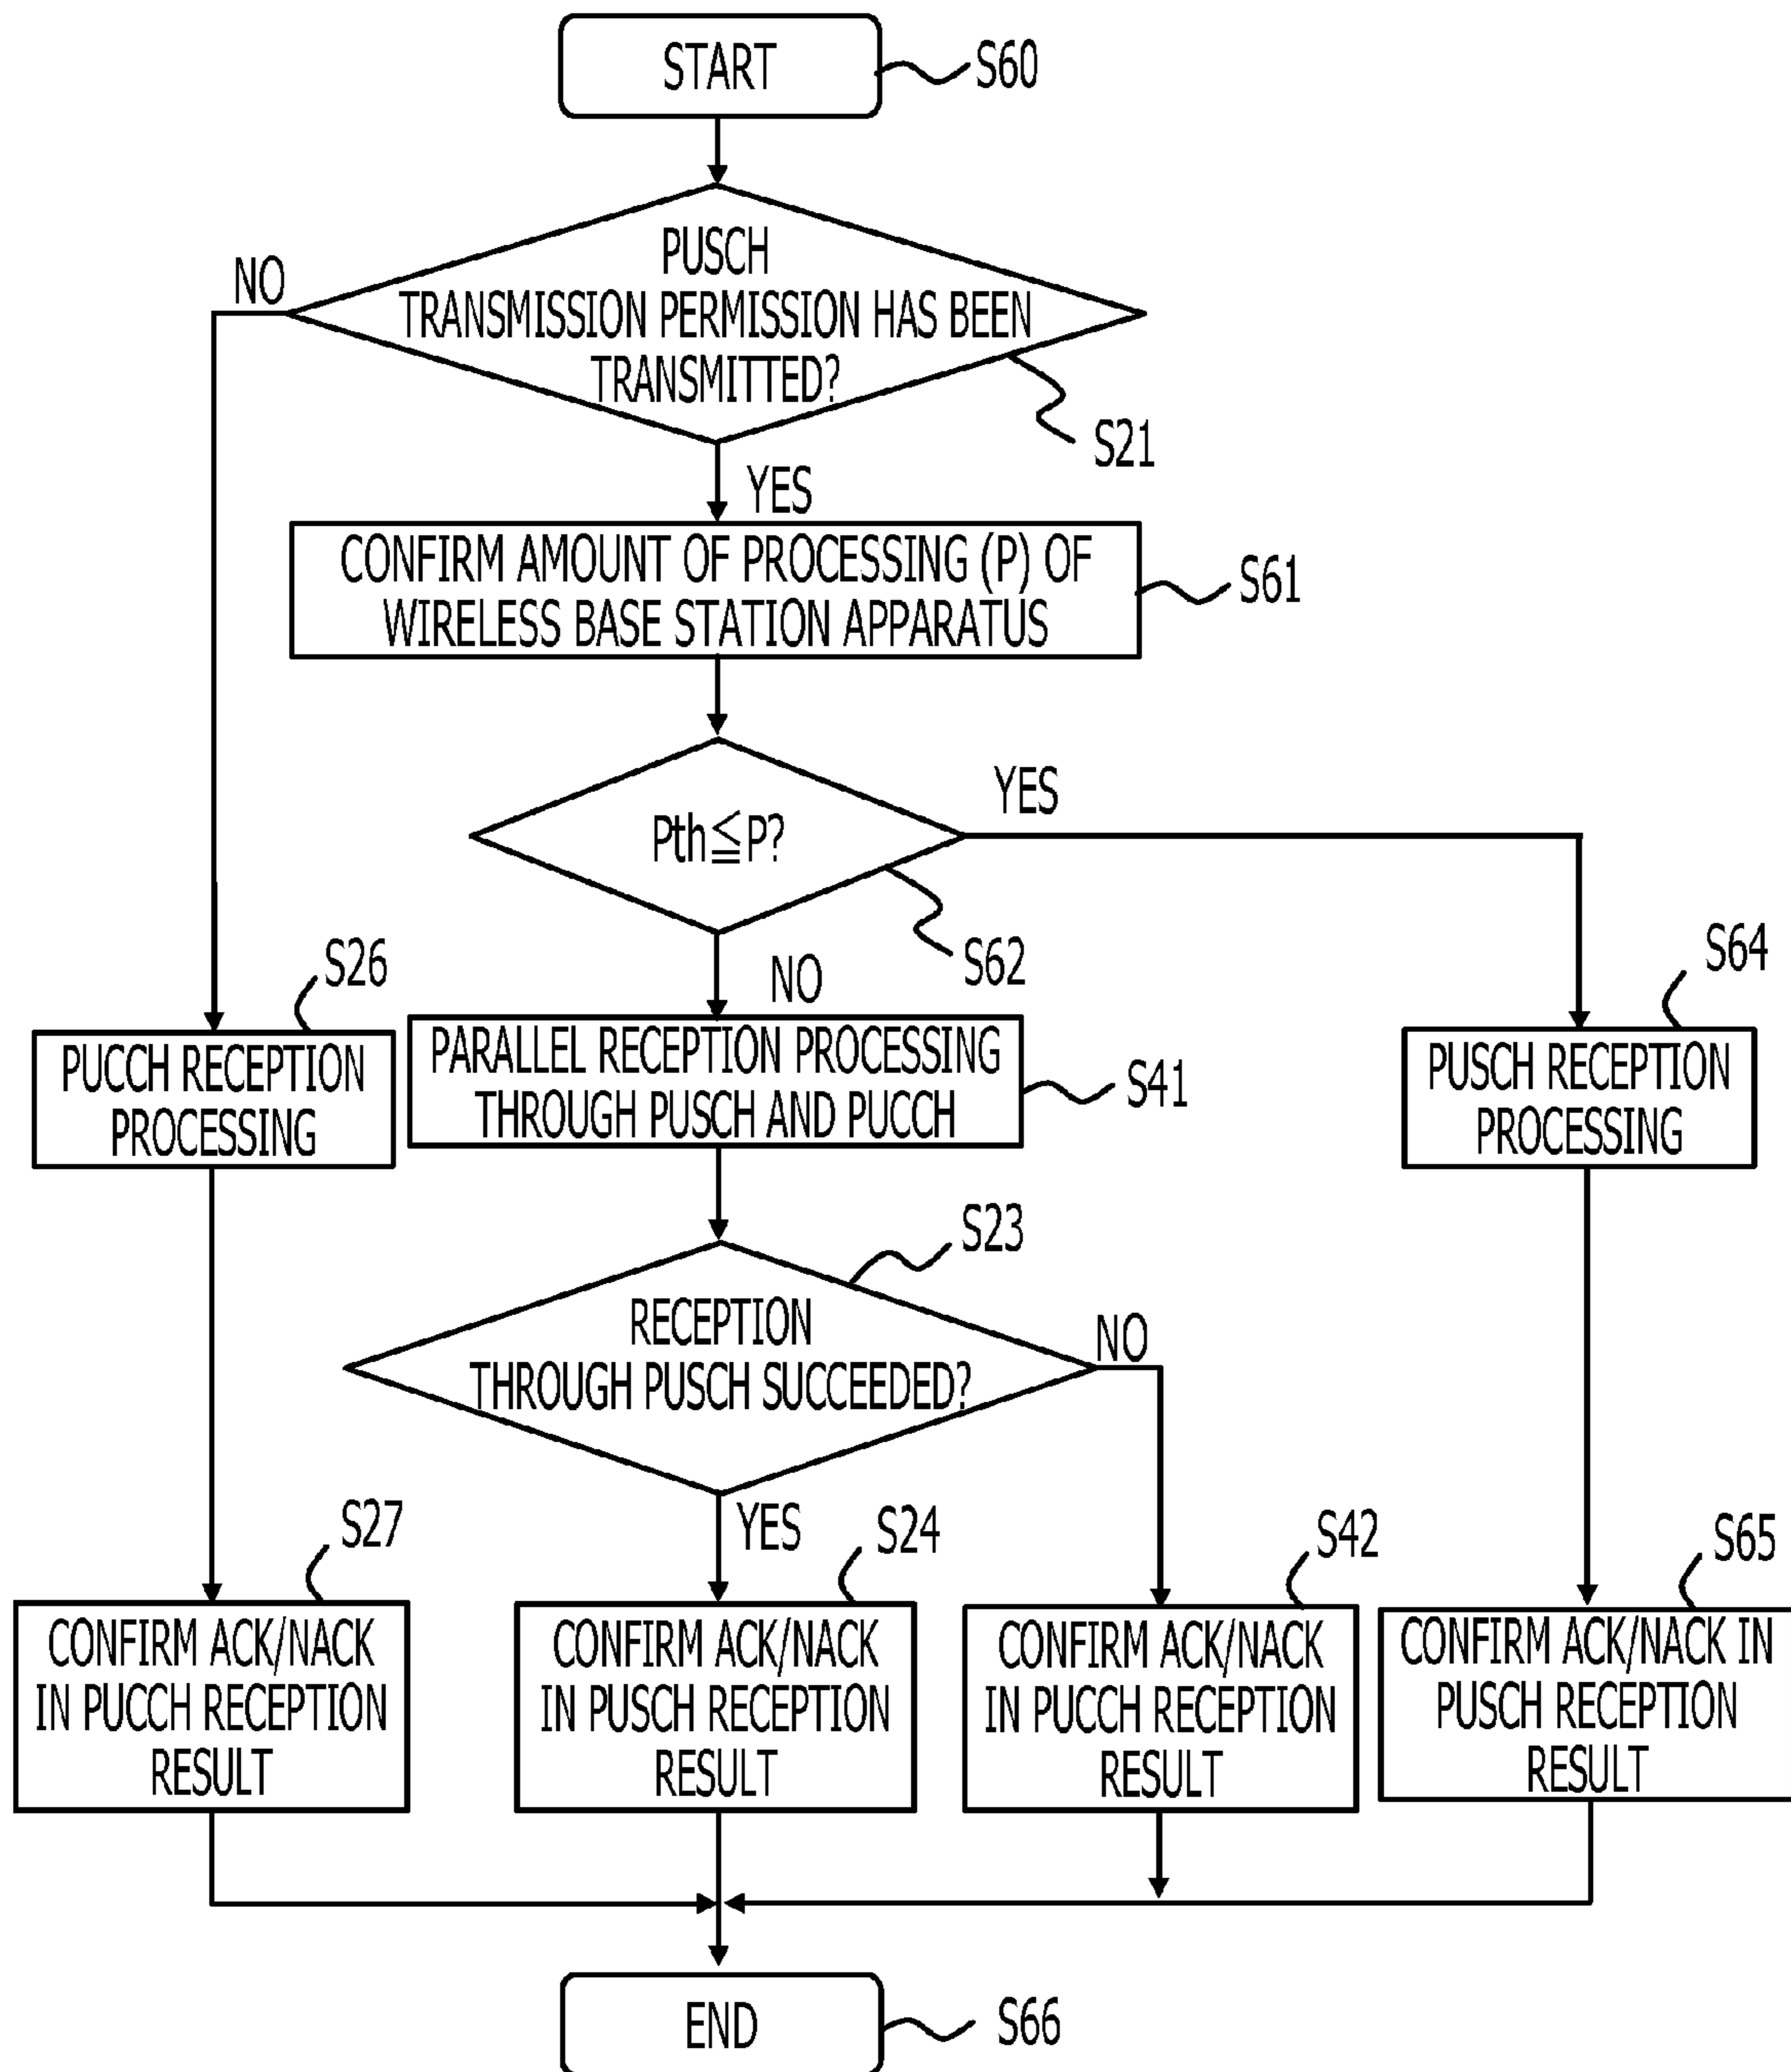 START
S60
PUSCH
TRANSMISSION PERMISSION HAS BEEN
TRANSMITTED?
NO
S21
YES
CONFIRM AMOUNT OF PROCESSING (P) OF
WIRELESS BASE STATION APPARATUS
S61
Pth≦P?
YES
S62
NO
S26
PUCCH RECEPTION
PROCESSING
PARALLEL RECEPTION PROCESSING
THROUGH PUSCH AND PUCCH
S41
S64
PUSCH RECEPTION
PROCESSING
S23
RECEPTION
THROUGH PUSCH SUCCEEDED?
NO
YES
S27
CONFIRM ACK/NACK
IN PUCCH RECEPTION
RESULT
S24
CONFIRM ACK/NACK
IN PUSCH RECEPTION
RESULT
S42
CONFIRM ACK/NACK
IN PUCCH RECEPTION
RESULT
S65
CONFIRM ACK/NACK IN
PUSCH RECEPTION
RESULT
END
S66